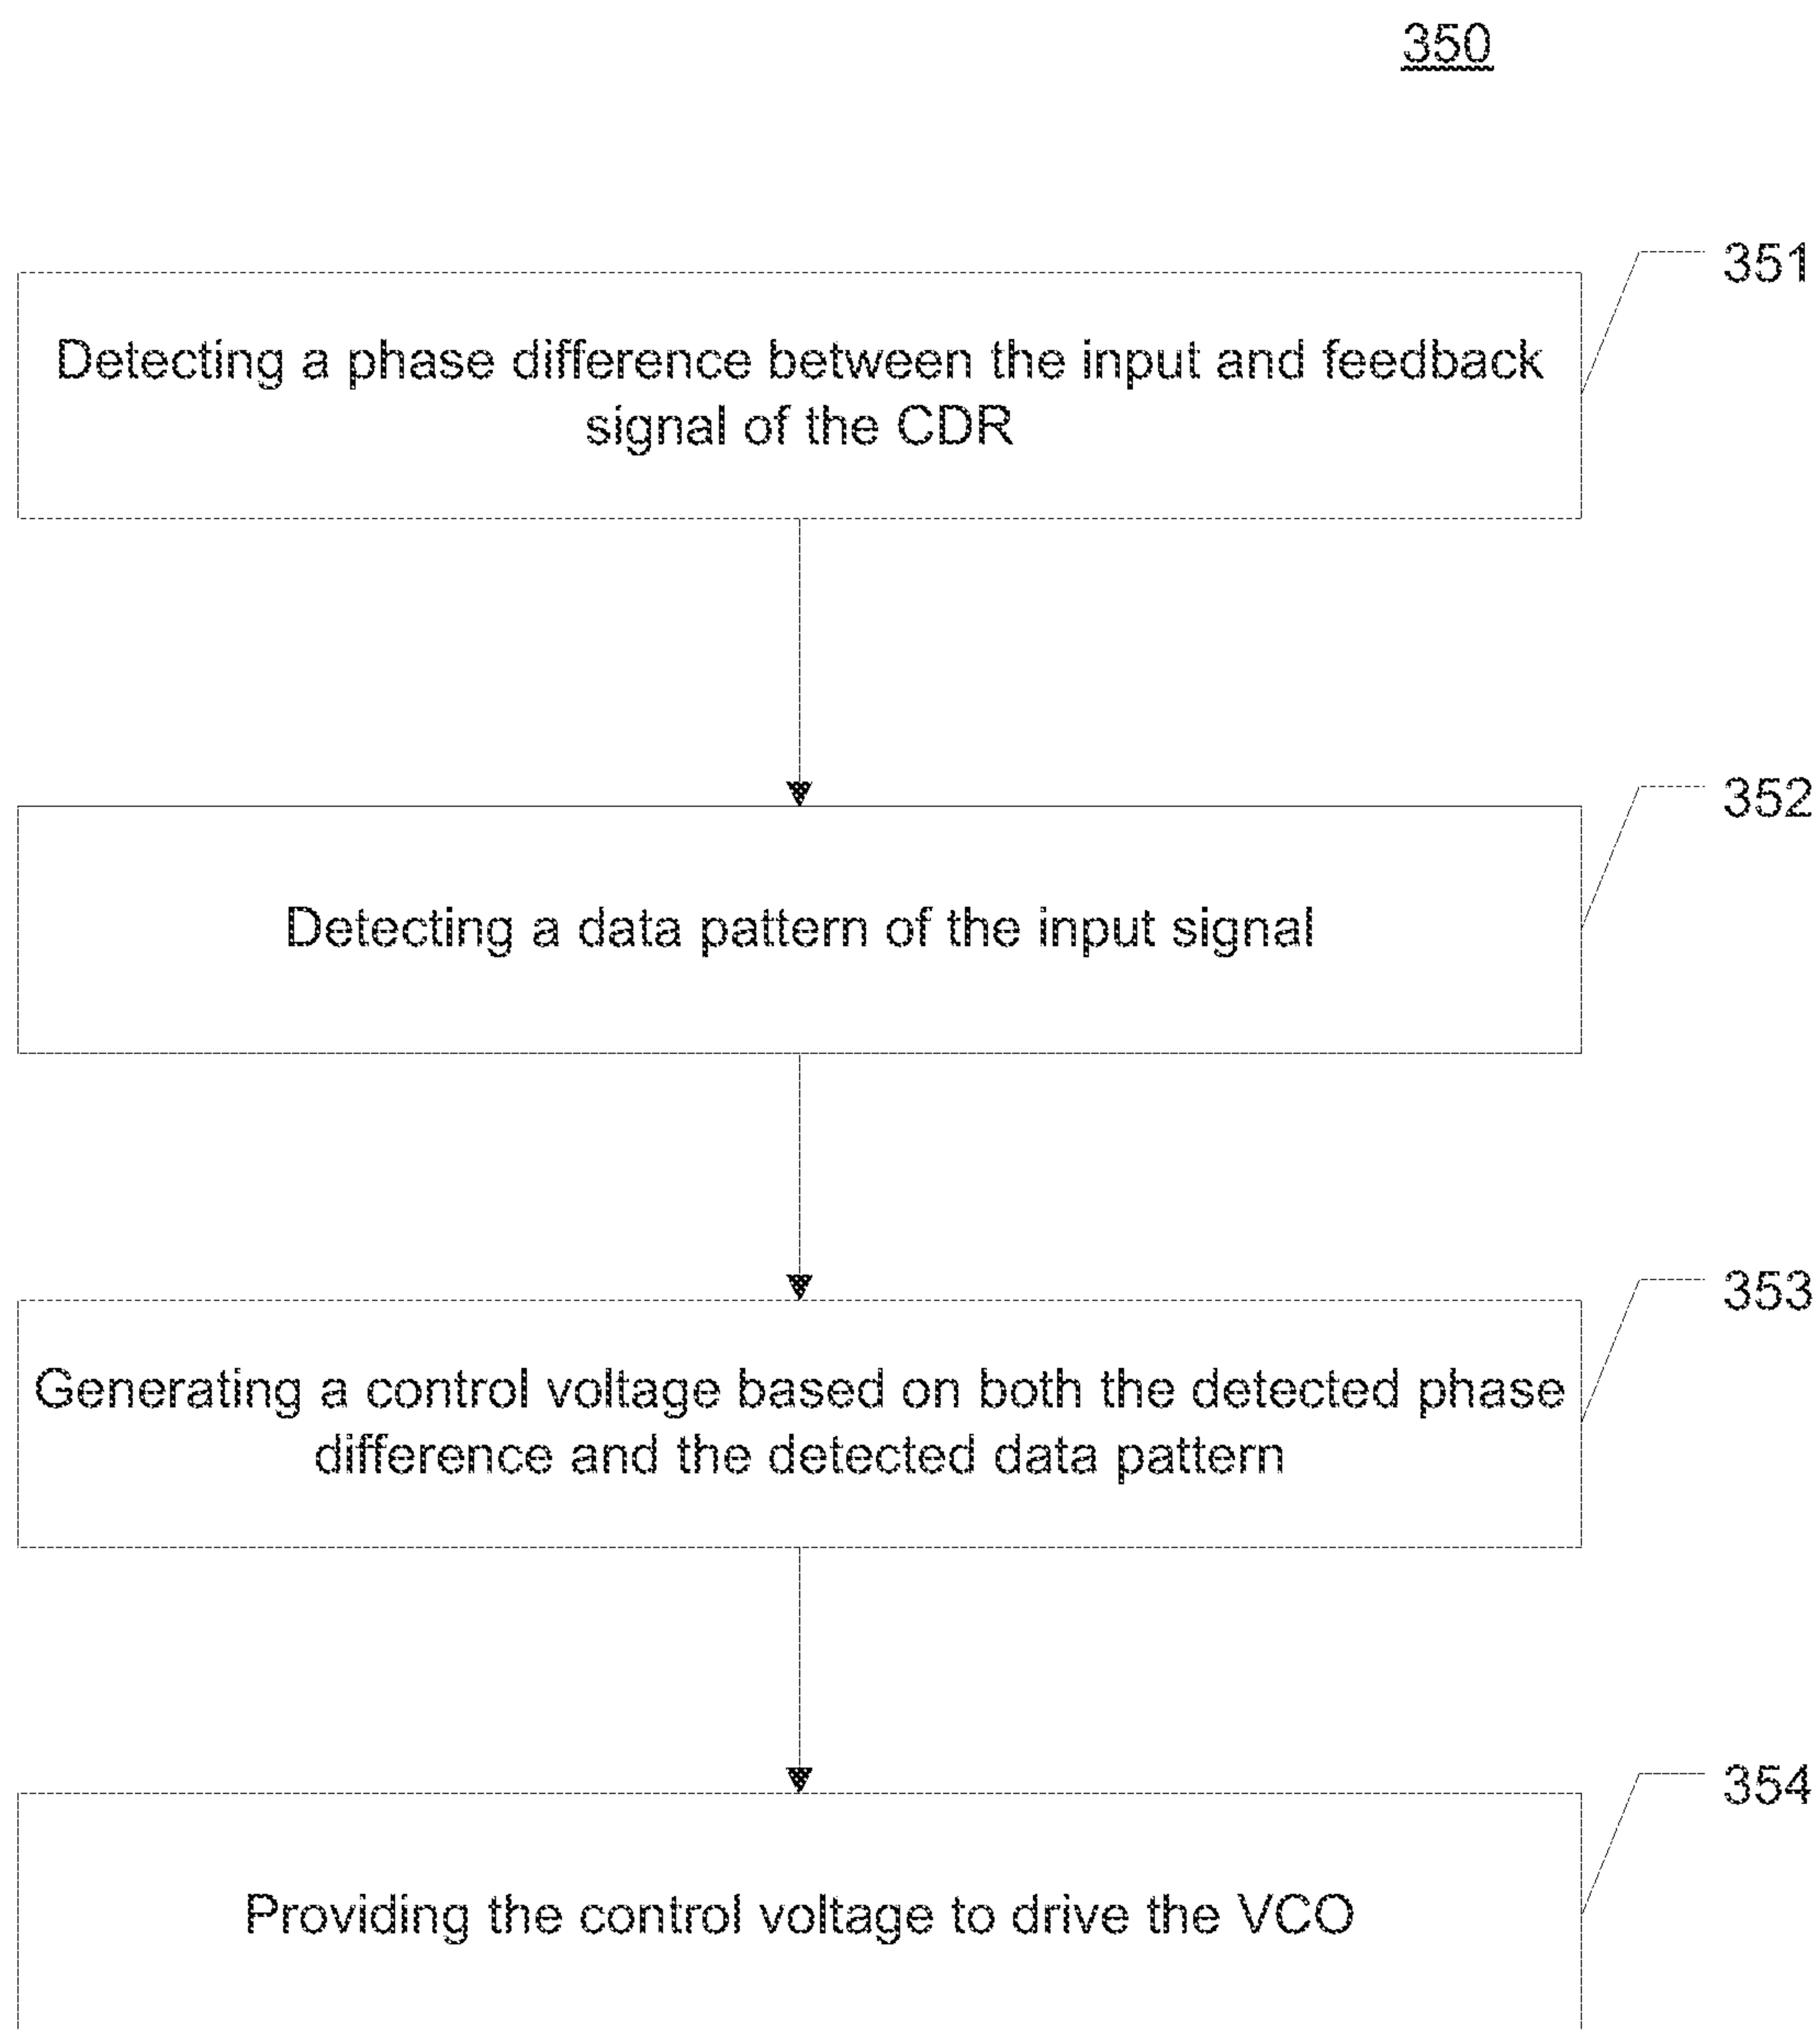 350
351
Detecting a phase difference between the input and feedback
signal of the CDR
352
Detecting a data pattern of the input signal
353
Generating a control voltage based on both the detected phase
difference and the detected data pattern
354
Providing the control voltage to drive the VCO